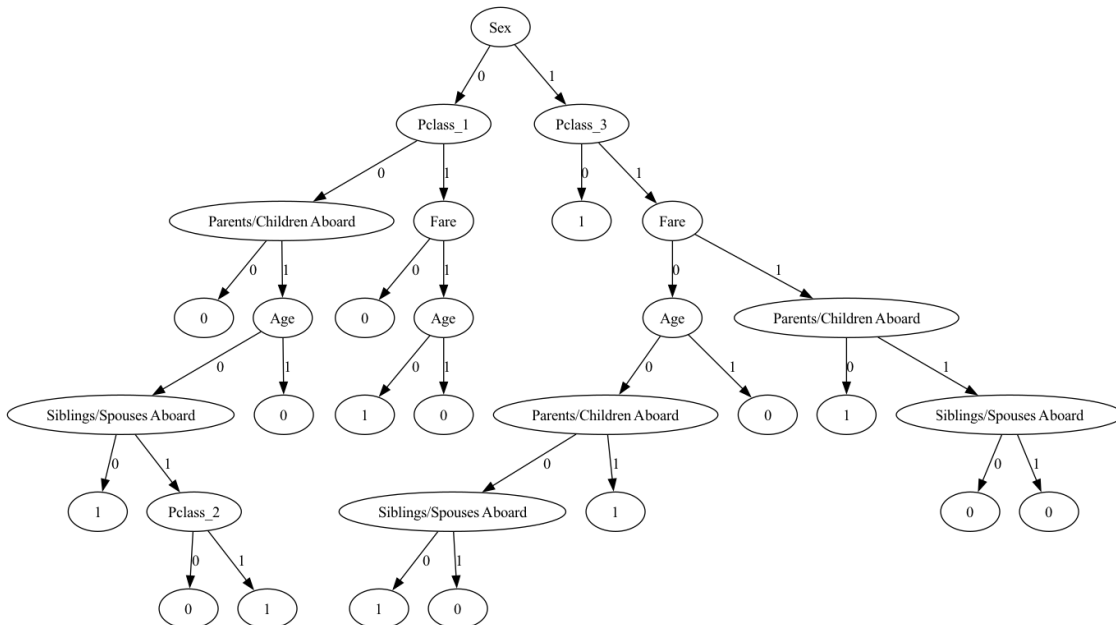 Sex
0 1
Pclass_1 Pclass_3
0 1 0 1
Parents/Children Aboard Fare 1 Fare
0 1 0 1 0 1
0 Age 0 Age Age Parents/Children Aboard
0 1 0 1 0 1 0 1
Siblings/Spouses Aboard 0 1 0 Parents/Children Aboard 0 1 Siblings/Spouses Aboard
0 1 0 1 0 1
1 Pclass_2 Siblings/Spouses Aboard 1 0 0
0 1 0 1
0 1 1 0